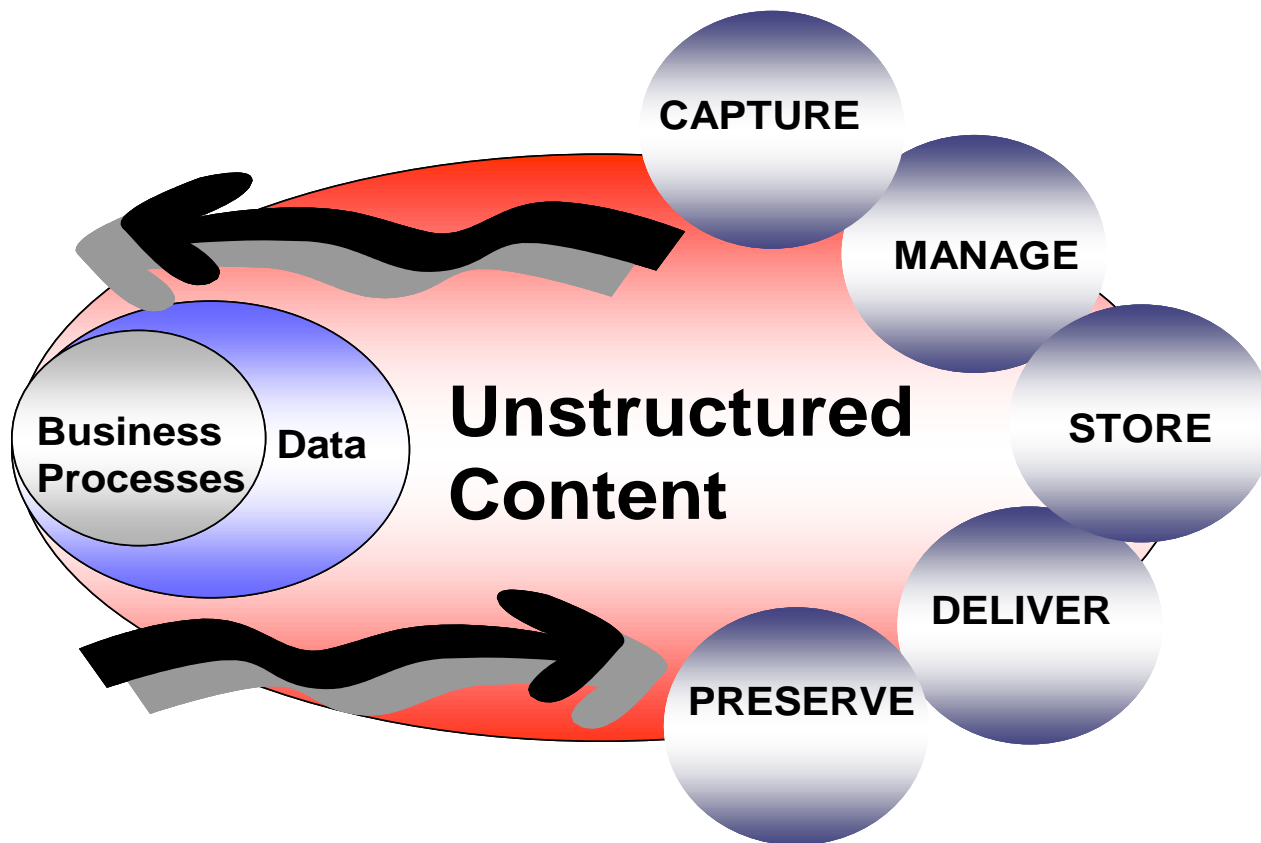 CAPTURE
MANAGE
STORE
DELIVER
PRESERVE
Unstructured
Content
Data
Business
Processes